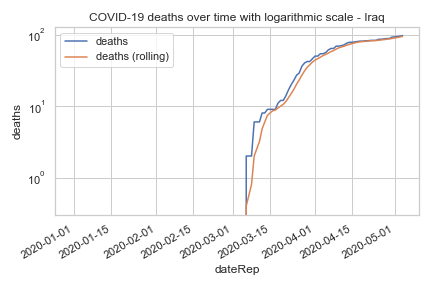 COVID-19 deaths over time with logarithmic scale - Iraq
deaths
deaths (rolling)
10²
10¹
10⁰
deaths
2020-01-01
2020-01-15
2020-02-01
2020-02-15
2020-03-01
2020-03-15
2020-04-01
2020-04-15
2020-05-01
dateRep